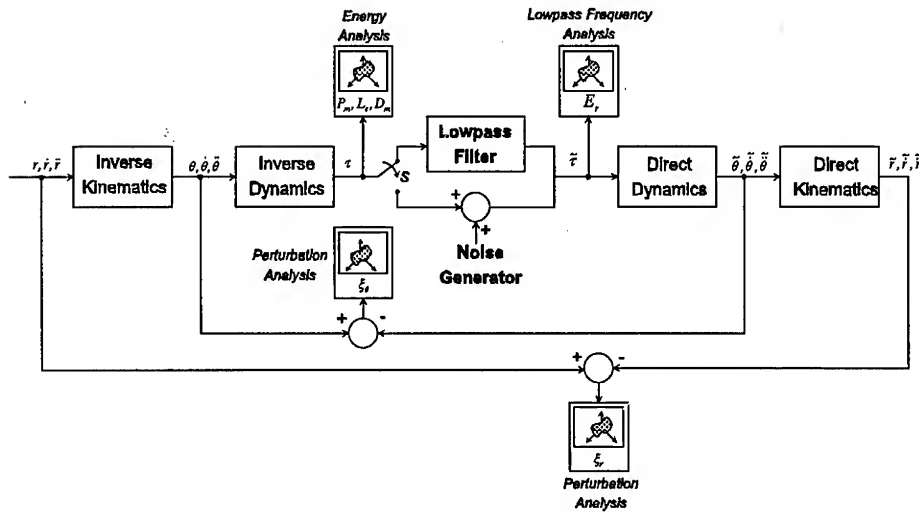 Energy
Analysis
Lowpass Frequency
Analysis
P_m, L_c, D_m
E_τ
Lowpass
Filter
r, ṙ, r̈
Inverse
Kinematics
θ, θ̇, θ̈
Inverse
Dynamics
τ
S
τ̃
Direct
Dynamics
θ̃, θ̃̇, θ̃̈
Direct
Kinematics
r̃, r̃̇, r̃̈
+
+
Noise
Generator
Perturbation
Analysis
ξ_θ
+
-
+
-
ξ_r
Perturbation
Analysis